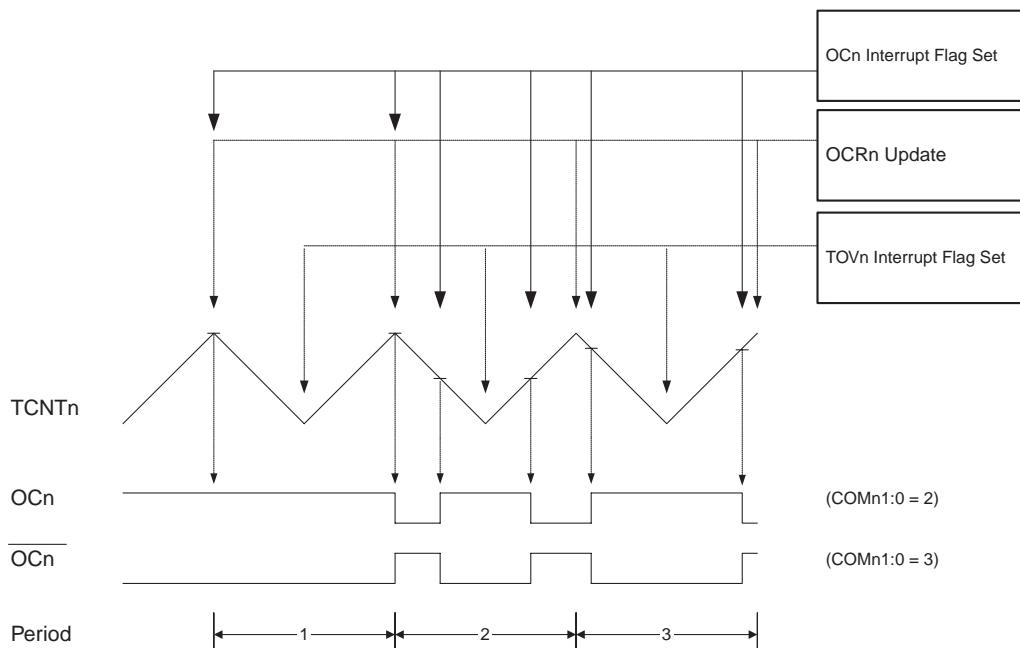 OCn Interrupt Flag Set
OCRn Update
TOVn Interrupt Flag Set
TCNTn
OCn
(COMn1:0 = 2)
OCn
(COMn1:0 = 3)
Period
1
2
3